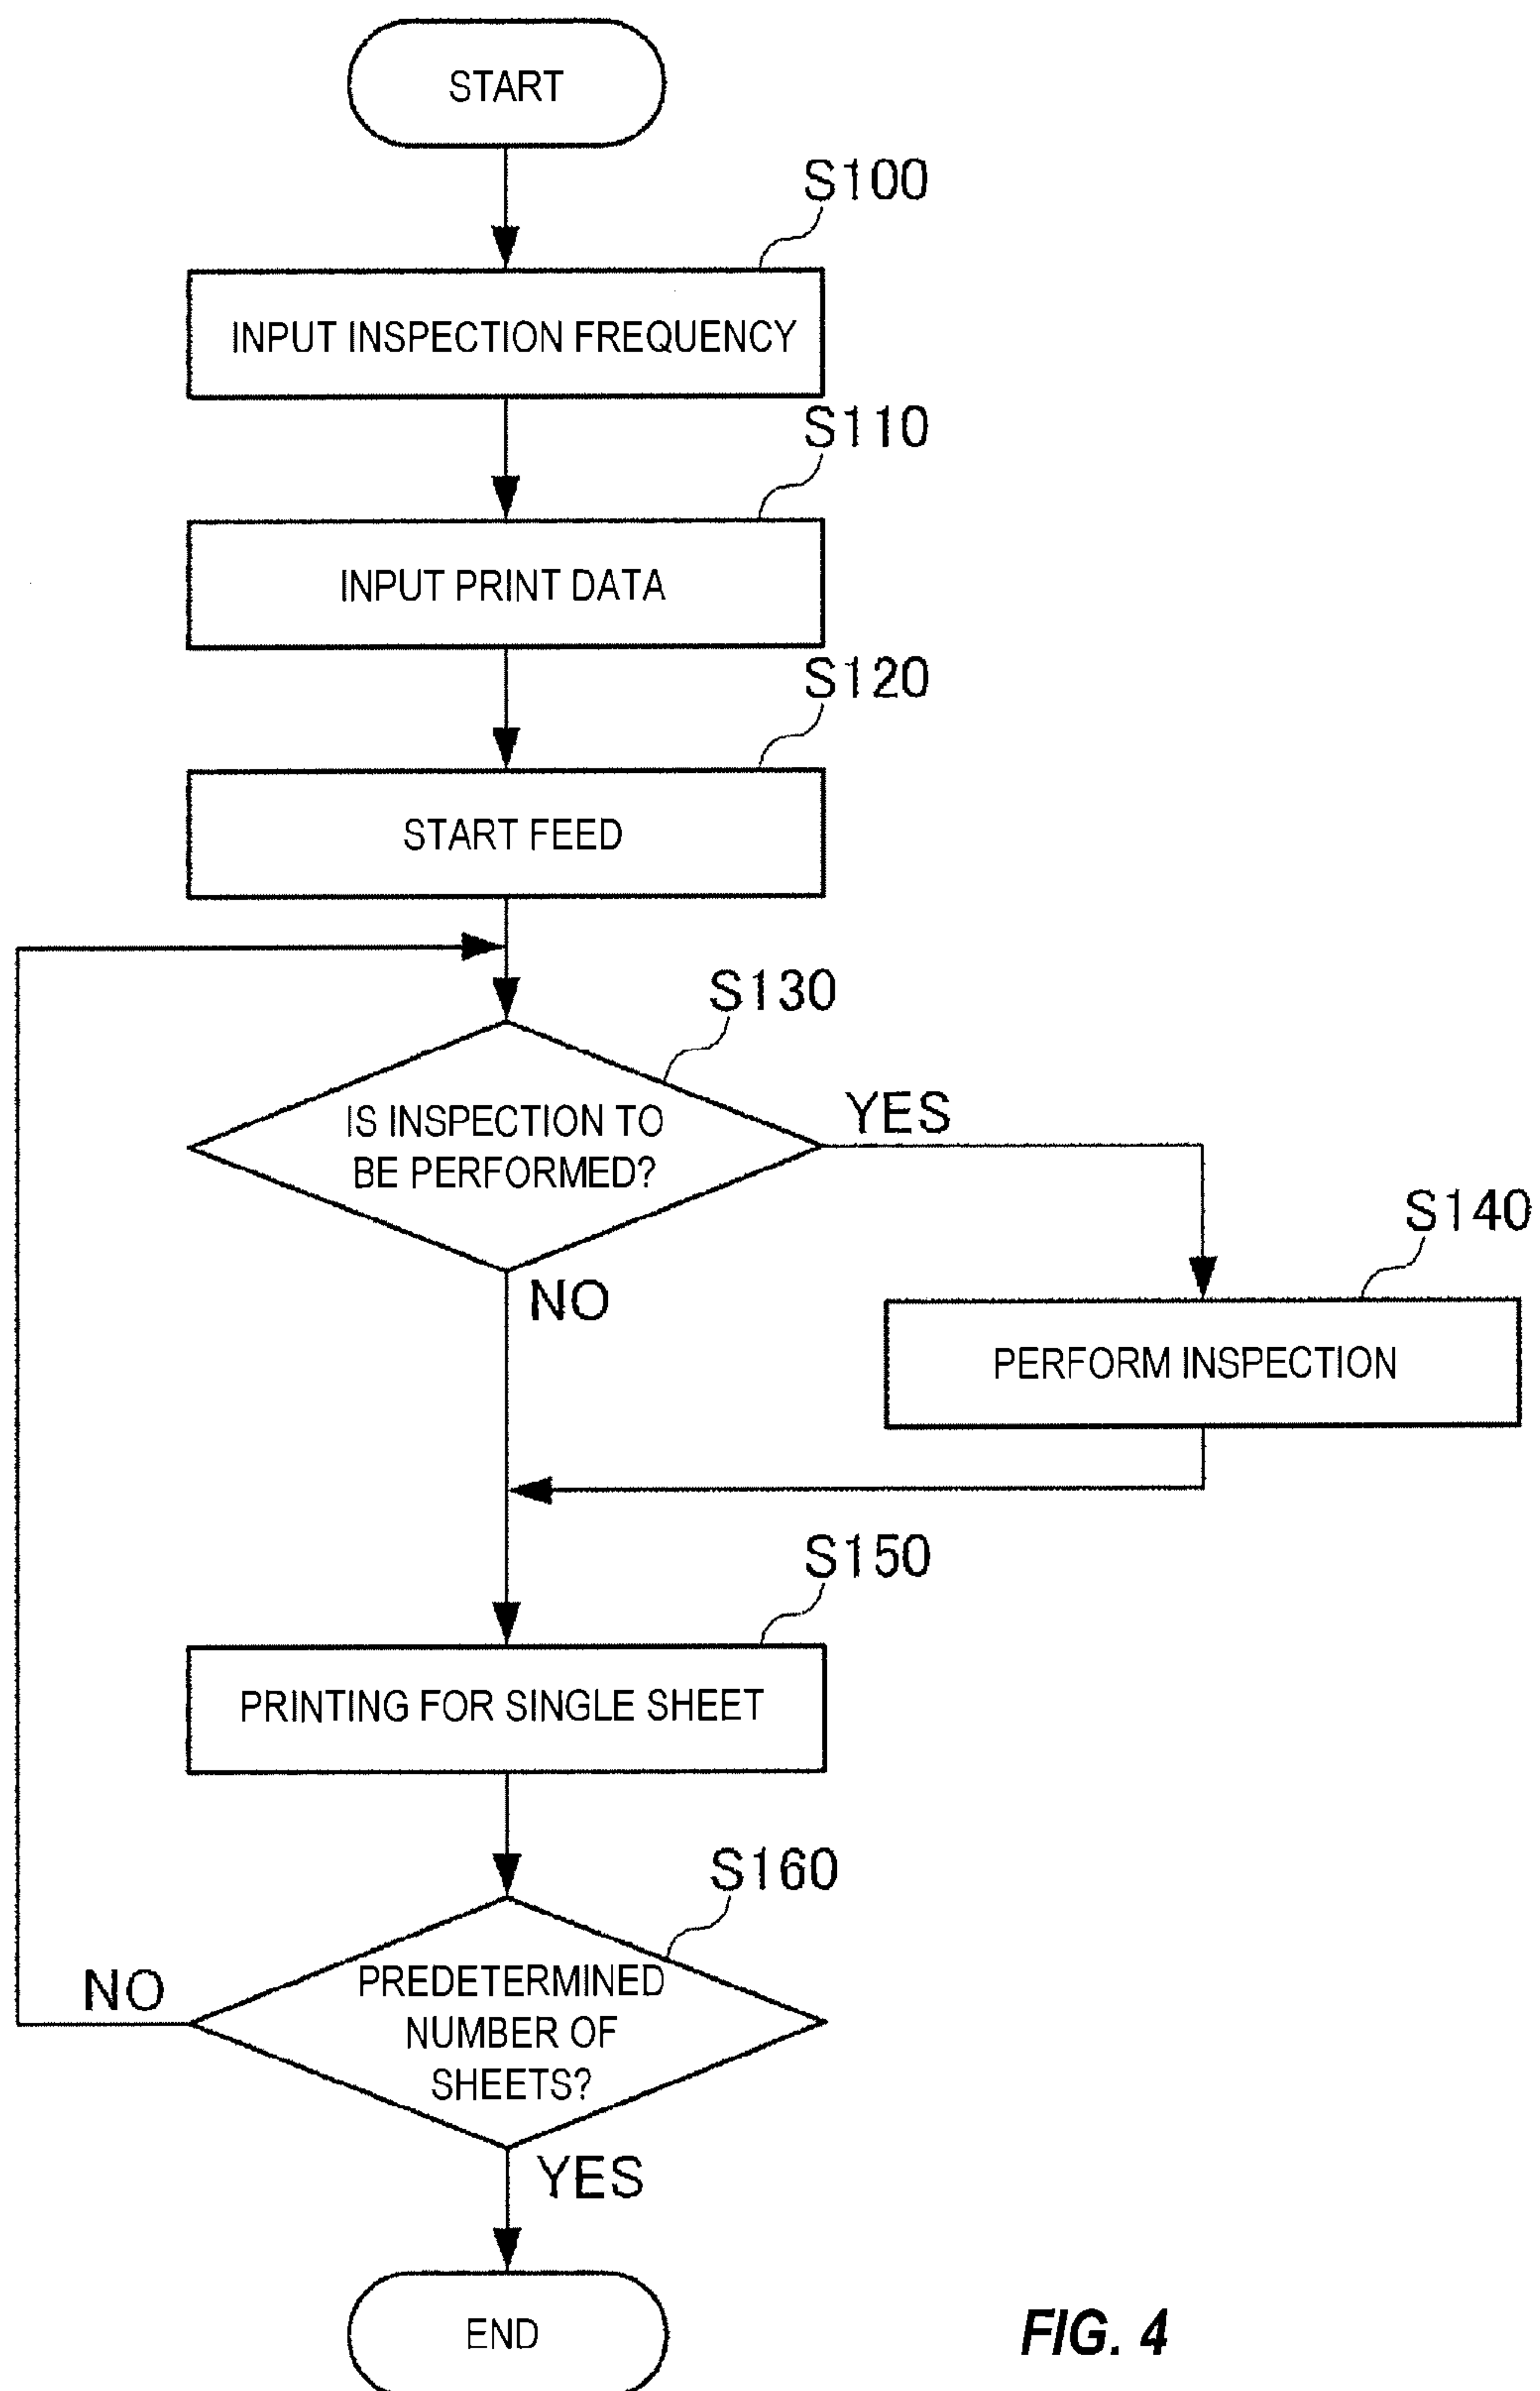 START
S100
INPUT INSPECTION FREQUENCY
S110
INPUT PRINT DATA
S120
START FEED
S130
IS INSPECTION TO
BE PERFORMED?
YES
NO
S140
PERFORM INSPECTION
S150
PRINTING FOR SINGLE SHEET
S160
PREDETERMINED
NUMBER OF
SHEETS?
NO
YES
END
FIG. 4